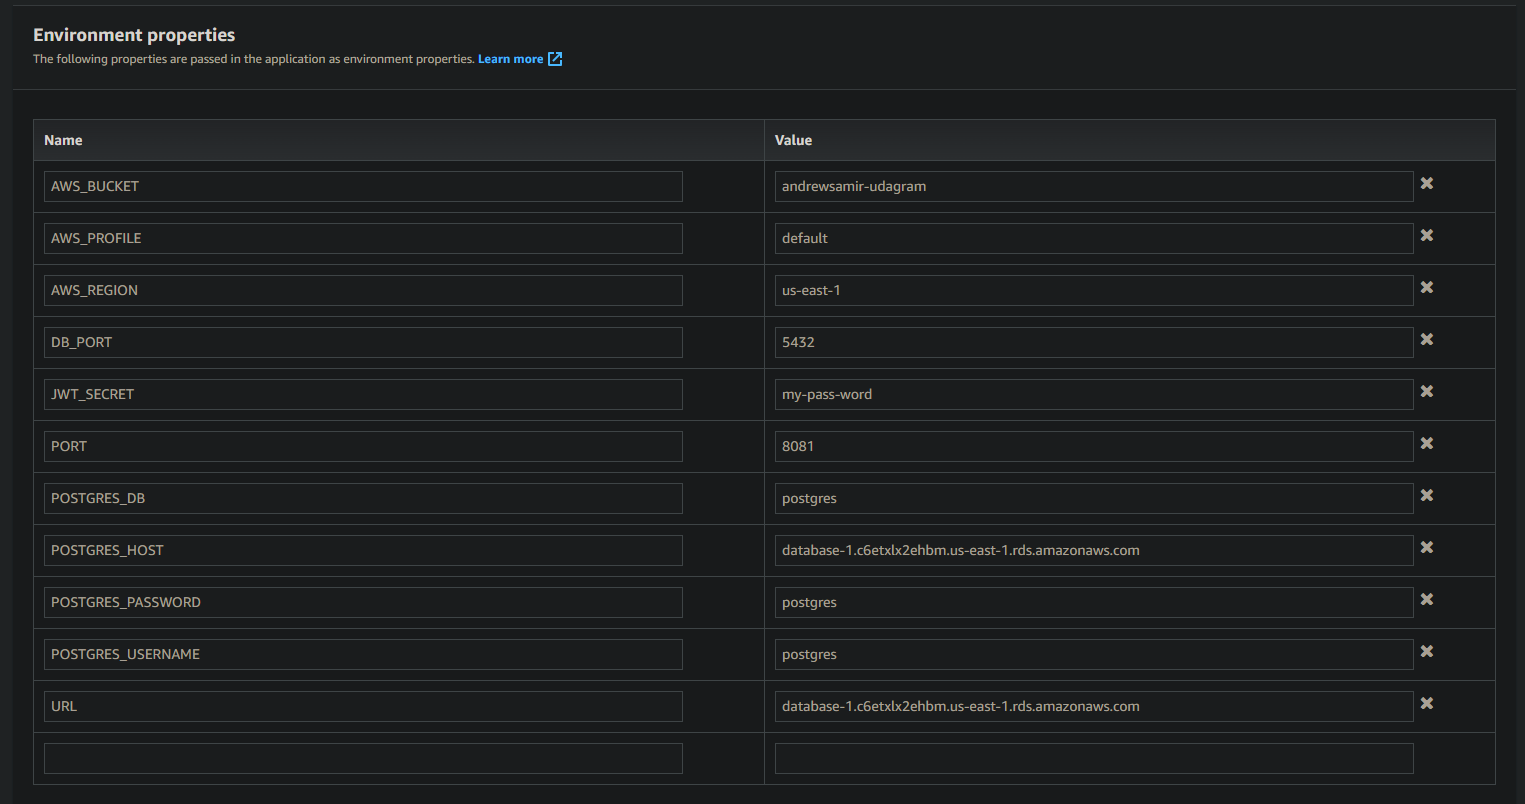 Environment properties
The following properties are passed in the application as environment properties. Learn more
Name Value
AWS_BUCKET andrewsamir-udagram
AWS_PROFILE default
AWS_REGION us-east-1
DB_PORT 5432
JWT_SECRET my-pass-word
PORT 8081
POSTGRES_DB postgres
POSTGRES_HOST database-1.c6etxlx2ehbm.us-east-1.rds.amazonaws.com
POSTGRES_PASSWORD postgres
POSTGRES_USERNAME postgres
URL database-1.c6etxlx2ehbm.us-east-1.rds.amazonaws.com